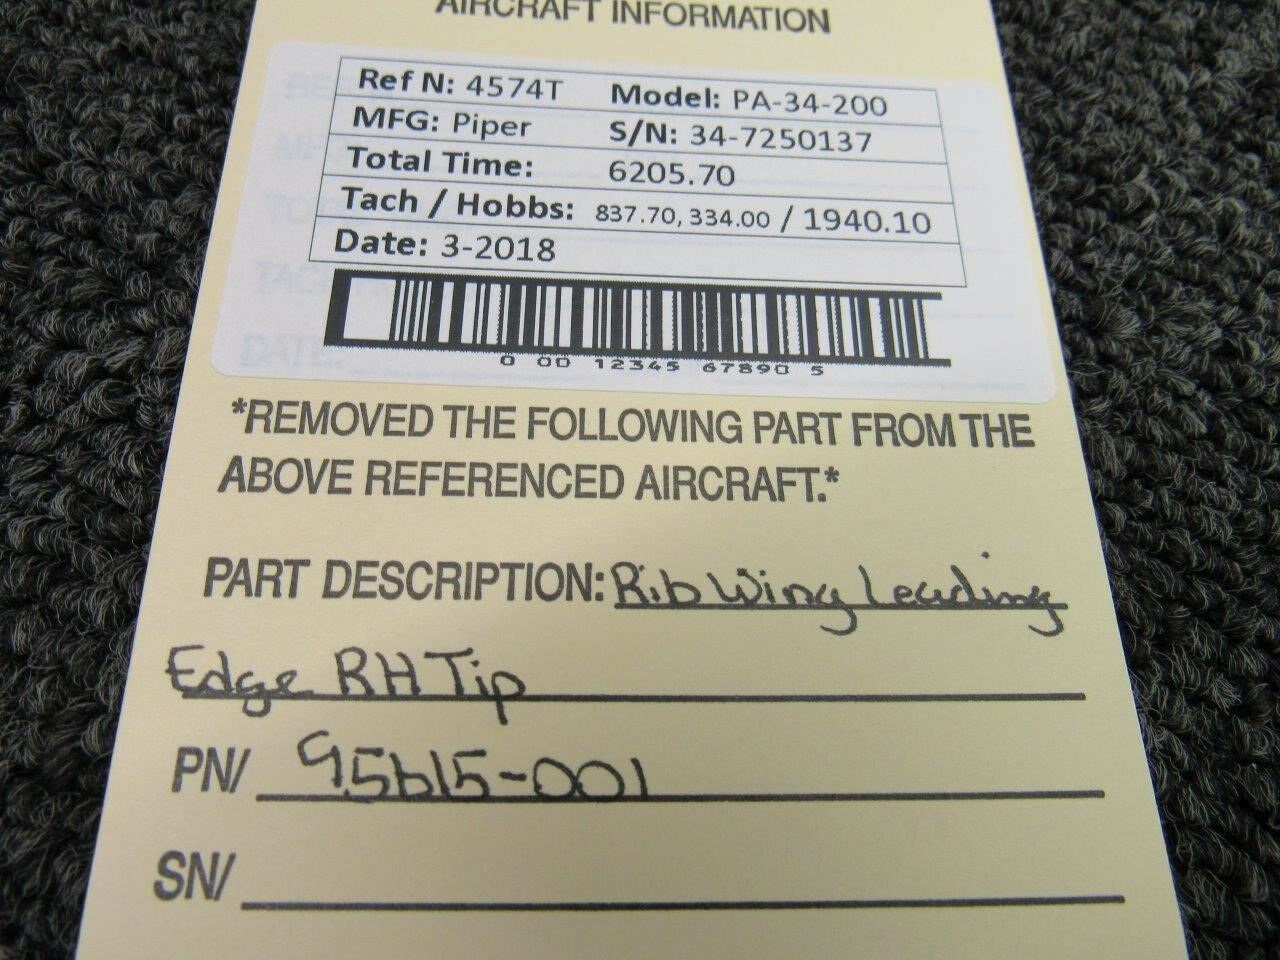 AIRCRAFT INFORMATION
Ref N: 4574T Model: PA-34-200
MFG: Piper S/N: 34-7250137
Total Time: 6205.70
Tach / Hobbs: 837.70, 334.00 / 1940.10
Date: 3-2018
0 00 12345 67890 5
*REMOVED THE FOLLOWING PART FROM THE
ABOVE REFERENCED AIRCRAFT.*
PART DESCRIPTION: Rib Wing Leading
Edge RH Tip
PN/ 95615-001
SN/